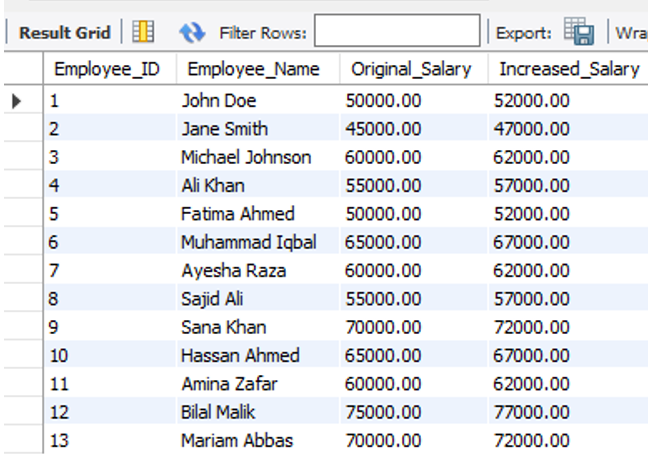 Result Grid Filter Rows: Export: Wra
Employee_ID Employee_Name Original_Salary Increased_Salary
1 John Doe 50000.00 52000.00
2 Jane Smith 45000.00 47000.00
3 Michael Johnson 60000.00 62000.00
4 Ali Khan 55000.00 57000.00
5 Fatima Ahmed 50000.00 52000.00
6 Muhammad Iqbal 65000.00 67000.00
7 Ayesha Raza 60000.00 62000.00
8 Sajid Ali 55000.00 57000.00
9 Sana Khan 70000.00 72000.00
10 Hassan Ahmed 65000.00 67000.00
11 Amina Zafar 60000.00 62000.00
12 Bilal Malik 75000.00 77000.00
13 Mariam Abbas 70000.00 72000.00